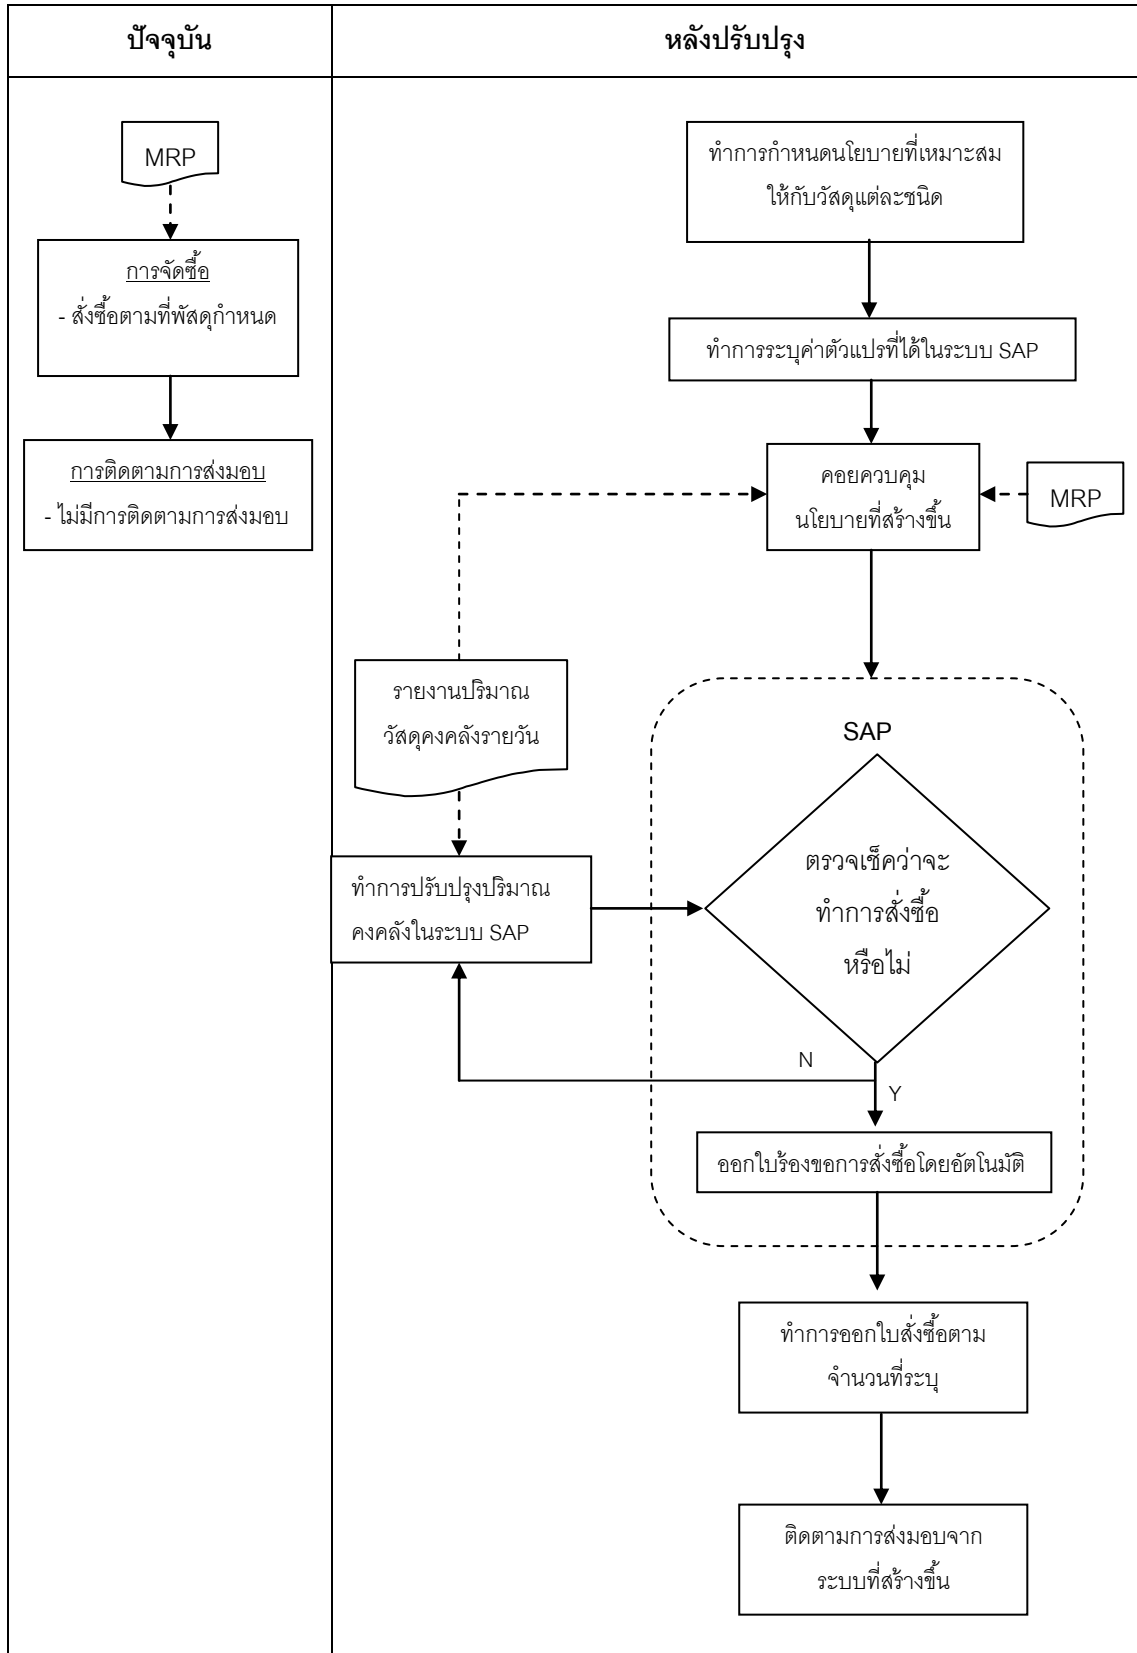 ปัจจุบัน
หลังปรับปรุง
MRP
การจัดซื้อ
- สั่งซื้อตามที่พัสดุกำหนด
การติดตามการส่งมอบ
- ไม่มีการติดตามการส่งมอบ
ทำการกำหนดนโยบายที่เหมาะสม
ให้กับวัสดุแต่ละชนิด
ทำการระบุค่าตัวแปรที่ได้ในระบบ SAP
คอยควบคุม
นโยบายที่สร้างขึ้น
MRP
รายงานปริมาณ
วัสดุคงคลังรายวัน
ทำการปรับปรุงปริมาณ
คงคลังในระบบ SAP
SAP
ตรวจเช็คว่าจะ
ทำการสั่งซื้อ
หรือไม่
N
Y
ออกใบร้องขอการสั่งซื้อโดยอัตโนมัติ
ทำการออกใบสั่งซื้อตาม
จำนวนที่ระบุ
ติดตามการส่งมอบจาก
ระบบที่สร้างขึ้น